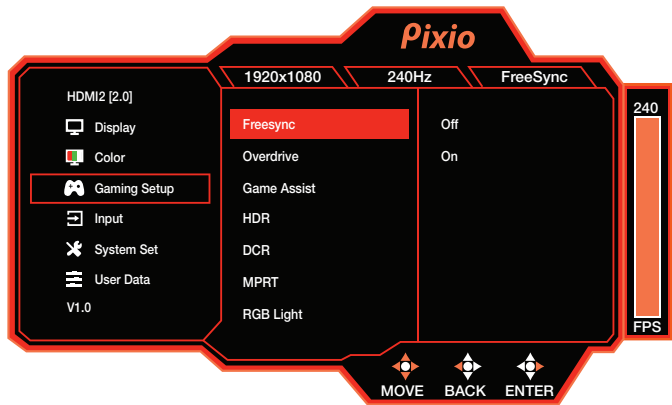 Pixio
1920x1080
240Hz
FreeSync
HDMI2 [2.0]
Display
Color
Gaming Setup
Input
System Set
User Data
V1.0
Freesync
Overdrive
Game Assist
HDR
DCR
MPRT
RGB Light
Off
On
240
FPS
MOVE
BACK
ENTER